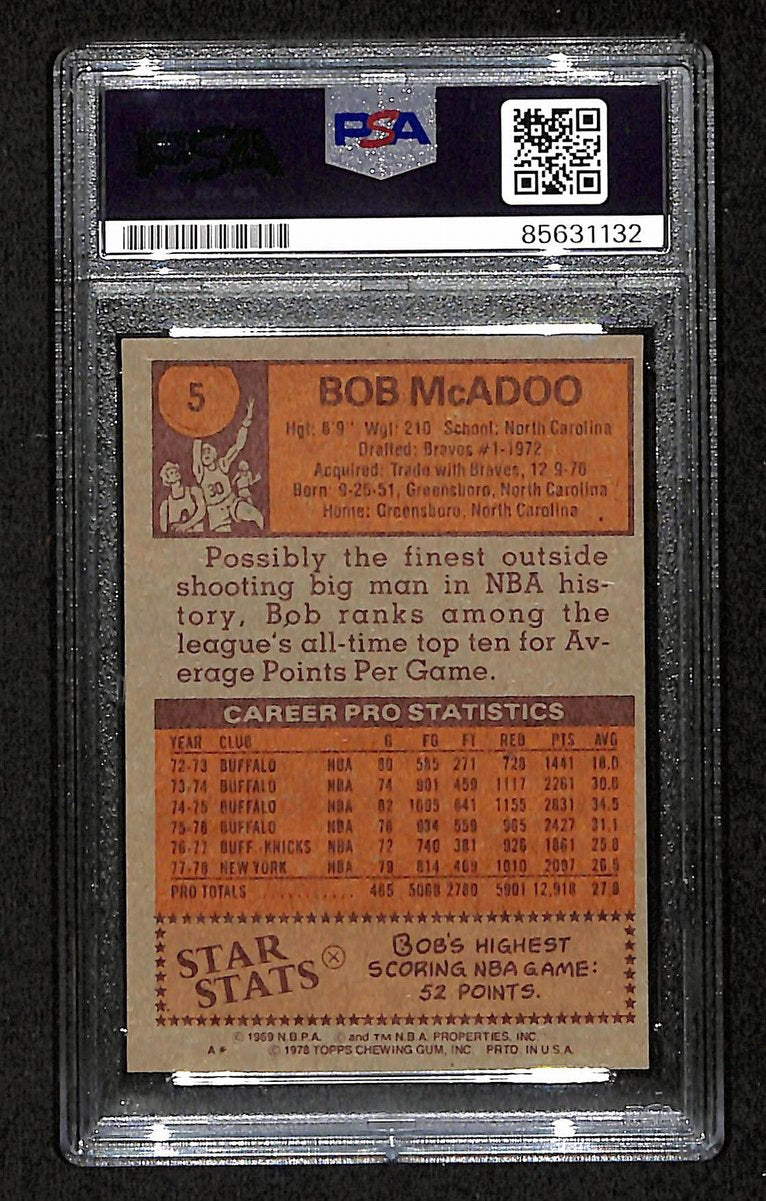 PSA
85631132
5
BOB McADOO
Hgt: 6'9" Wgt: 210 School: North Carolina
Drafted: Braves #1-1972
Acquired: Trade with Braves, 12-9-76
Born: 9-25-51, Greensboro, North Carolina
Home: Greensboro, North Carolina
30
Possibly the finest outside
shooting big man in NBA his-
tory, Bob ranks among the
league's all-time top ten for Av-
erage Points Per Game.
CAREER PRO STATISTICS
YEAR CLUB G FG FT REB PTS AVG
72-73 BUFFALO NBA 80 585 271 728 1441 18.0
73-74 BUFFALO NBA 74 901 459 1117 2261 30.6
74-75 BUFFALO NBA 82 1095 641 1155 2831 34.5
75-76 BUFFALO NBA 78 934 559 965 2427 31.1
76-77 BUFF.-KNICKS NBA 72 740 381 926 1861 25.8
77-78 NEW YORK NBA 79 814 469 1010 2097 26.5
PRO TOTALS .......... 465 5069 2780 5901 12,918 27.8
STAR
STATS
BOB'S HIGHEST
SCORING NBA GAME:
52 POINTS.
© 1969 N.B.P.A. © and TM N.B.A. PROPERTIES, INC.
A * © 1978 TOPPS CHEWING GUM, INC. PRTD. IN U.S.A.